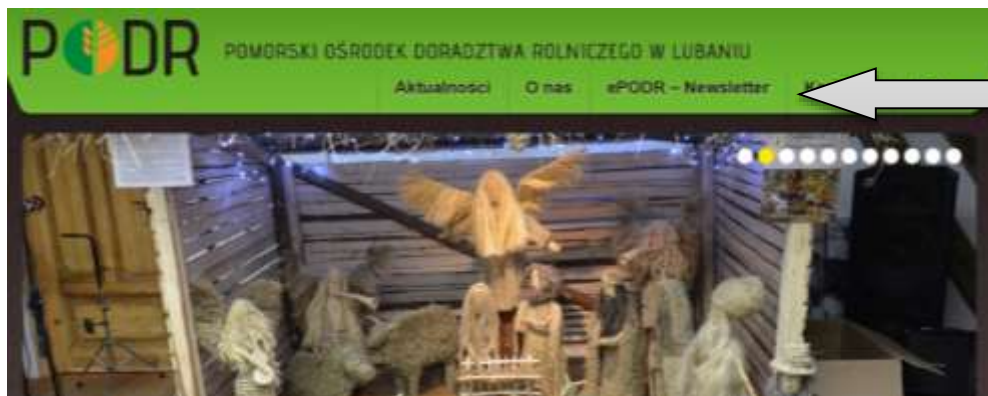 PODR
POMORSKI OŚRODEK DORADZTWA ROLNICZEGO W LUBANIU
Aktualności O nas ePODR – Newsletter